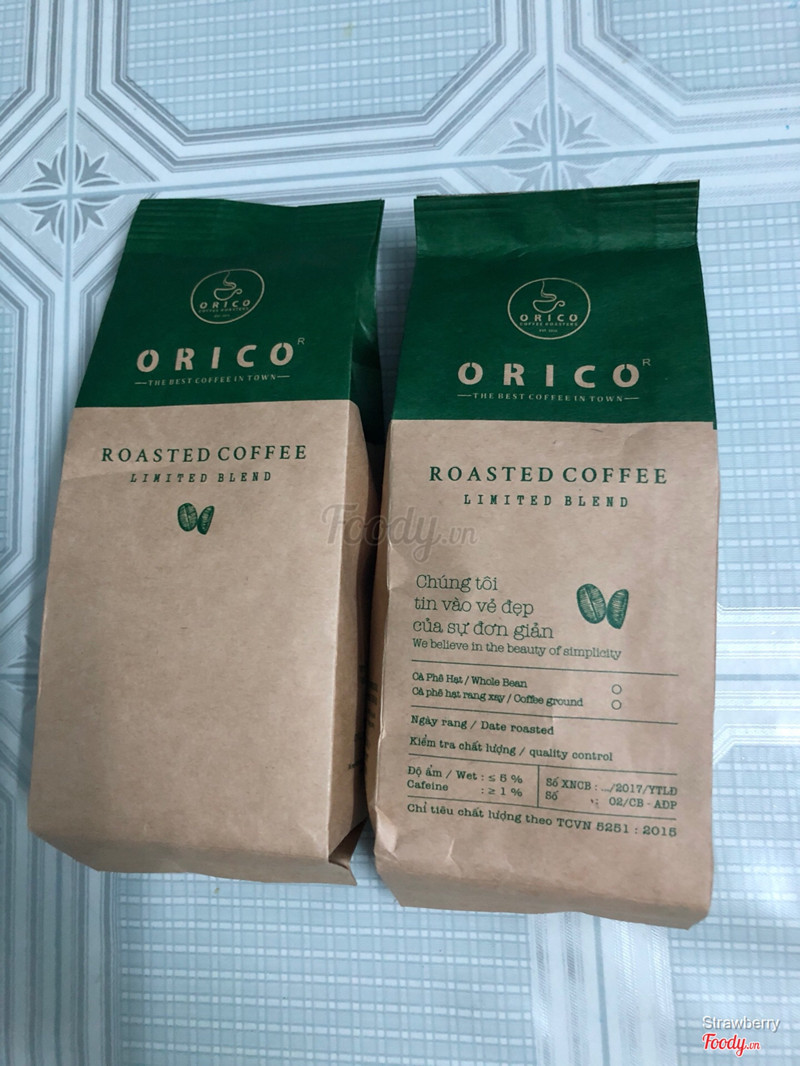 ORICO
COFFEE ROASTERS
ORICO R
THE BEST COFFEE IN TOWN
ROASTED COFFEE
LIMITED BLEND
ORICO
COFFEE ROASTERS
ORICO R
THE BEST COFFEE IN TOWN
ROASTED COFFEE
LIMITED BLEND
Chúng tôi
tin vào vẻ đẹp
của sự đơn giản
We believe in the beauty of simplicity
Cà Phê Hạt / Whole Bean
Cà phê hạt rang xay / Coffee ground
Ngày rang / Date roasted
Kiểm tra chất lượng / quality control
Độ ẩm / Wet : ≤ 5 %
Cafeine : ≥ 1 %
Số XNCB : .../2017/YTLĐ
Số : 02/CB - ADP
Chỉ tiêu chất lượng theo TCVN 5251 : 2015
Foody.vn
Strawberry
Foody.vn